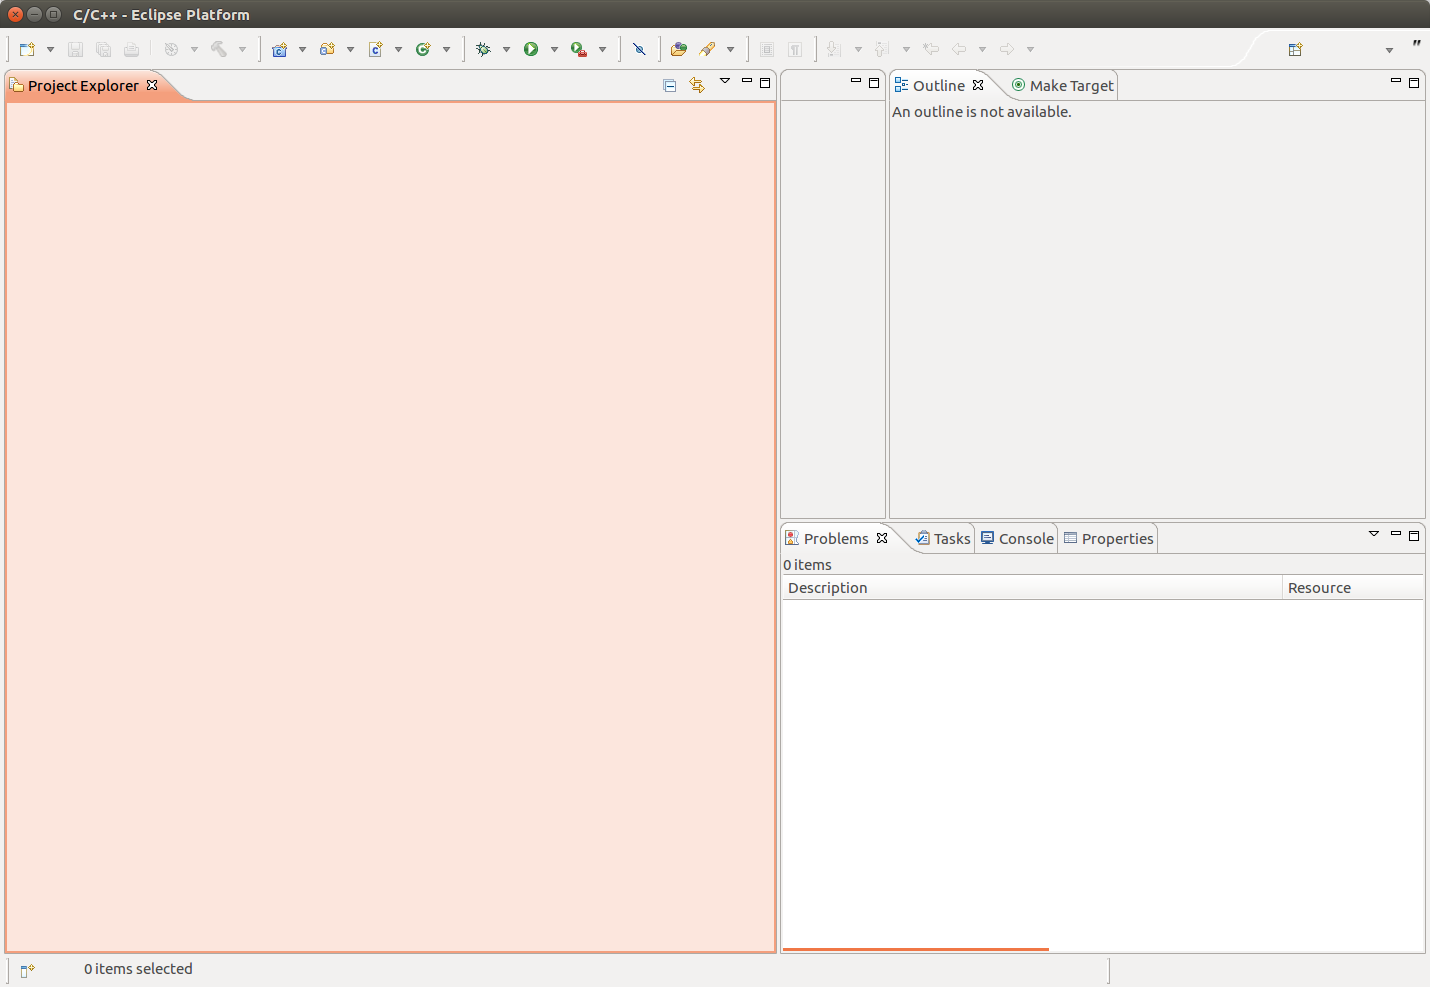 C/C++ - Eclipse Platform
Project Explorer
Outline
Make Target
An outline is not available.
Problems
Tasks
Console
Properties
0 items
Description
Resource
0 items selected